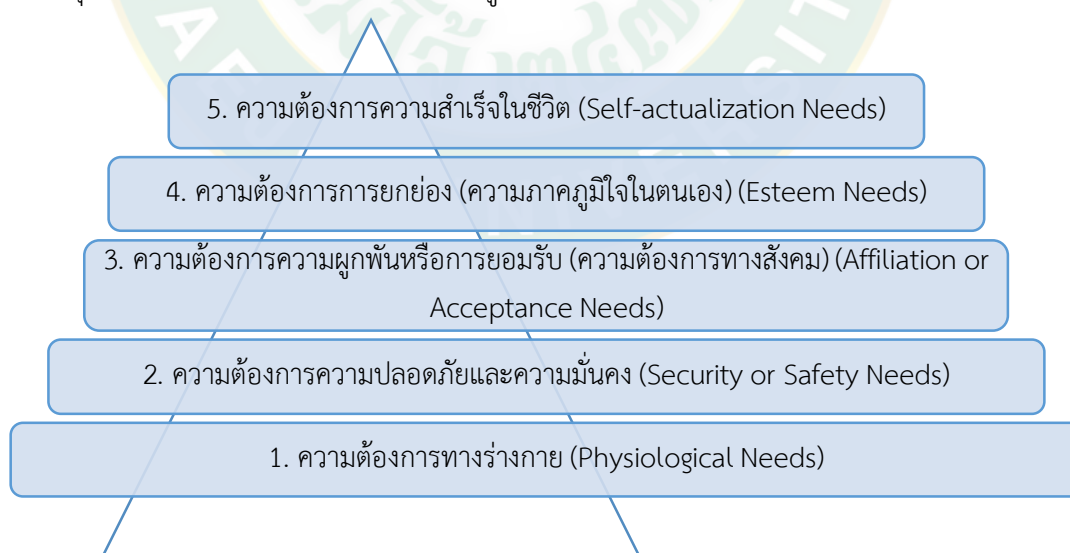 5. ความต้องการความสำเร็จในชีวิต (Self-actualization Needs)
4. ความต้องการการยกย่อง (ความภาคภูมิใจในตนเอง) (Esteem Needs)
3. ความต้องการความผูกพันหรือการยอมรับ (ความต้องการทางสังคม) (Affiliation or
Acceptance Needs)
2. ความต้องการความปลอดภัยและความมั่นคง (Security or Safety Needs)
1. ความต้องการทางร่างกาย (Physiological Needs)